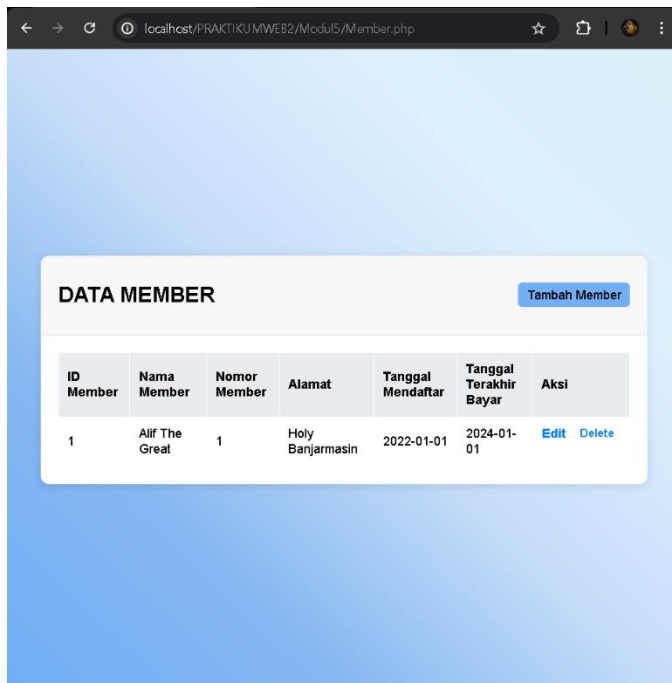 localhost/PRAKTIKUMWEB2/Modul5/Member.php
DATA MEMBER
Tambah Member
ID Member
Nama Member
Nomor Member
Alamat
Tanggal Mendaftar
Tanggal Terakhir Bayar
Aksi
1
Alif The Great
1
Holy Banjarmasin
2022-01-01
2024-01-01
Edit
Delete